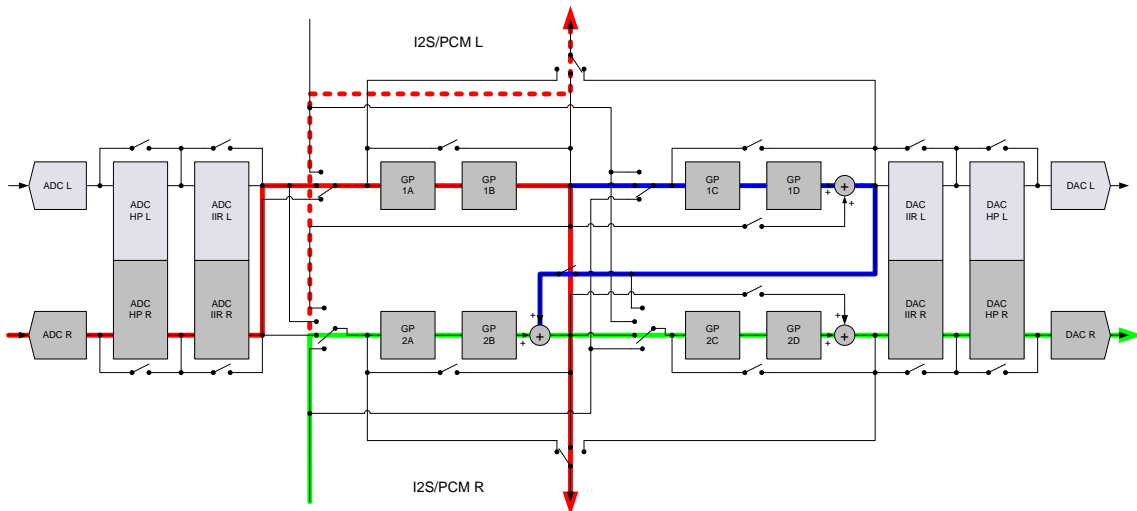 I2S/PCM L
ADC L
ADC
HP L
ADC
IIR L
GP
1A
GP
1B
GP
1C
GP
1D
+
+
+
DAC
IIR L
DAC
HP L
DAC L
ADC R
ADC
HP R
ADC
IIR R
GP
2A
GP
2B
+
+
+
GP
2C
GP
2D
+
+
+
DAC
IIR R
DAC
HP R
DAC R
I2S/PCM R